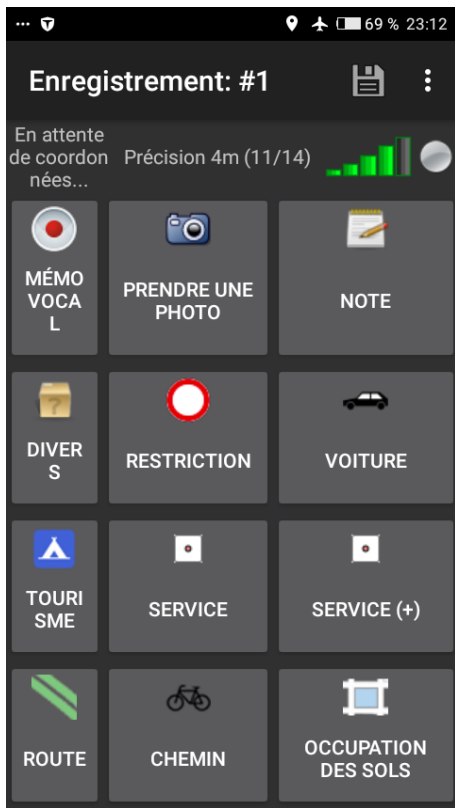 69 % 23:12
Enregistrement: #1
En attente
de coordon
nées...
Précision 4m (11/14)
MÉMO
VOCA
L
PRENDRE UNE
PHOTO
NOTE
DIVER
S
RESTRICTION
VOITURE
TOURI
SME
SERVICE
SERVICE (+)
ROUTE
CHEMIN
OCCUPATION
DES SOLS